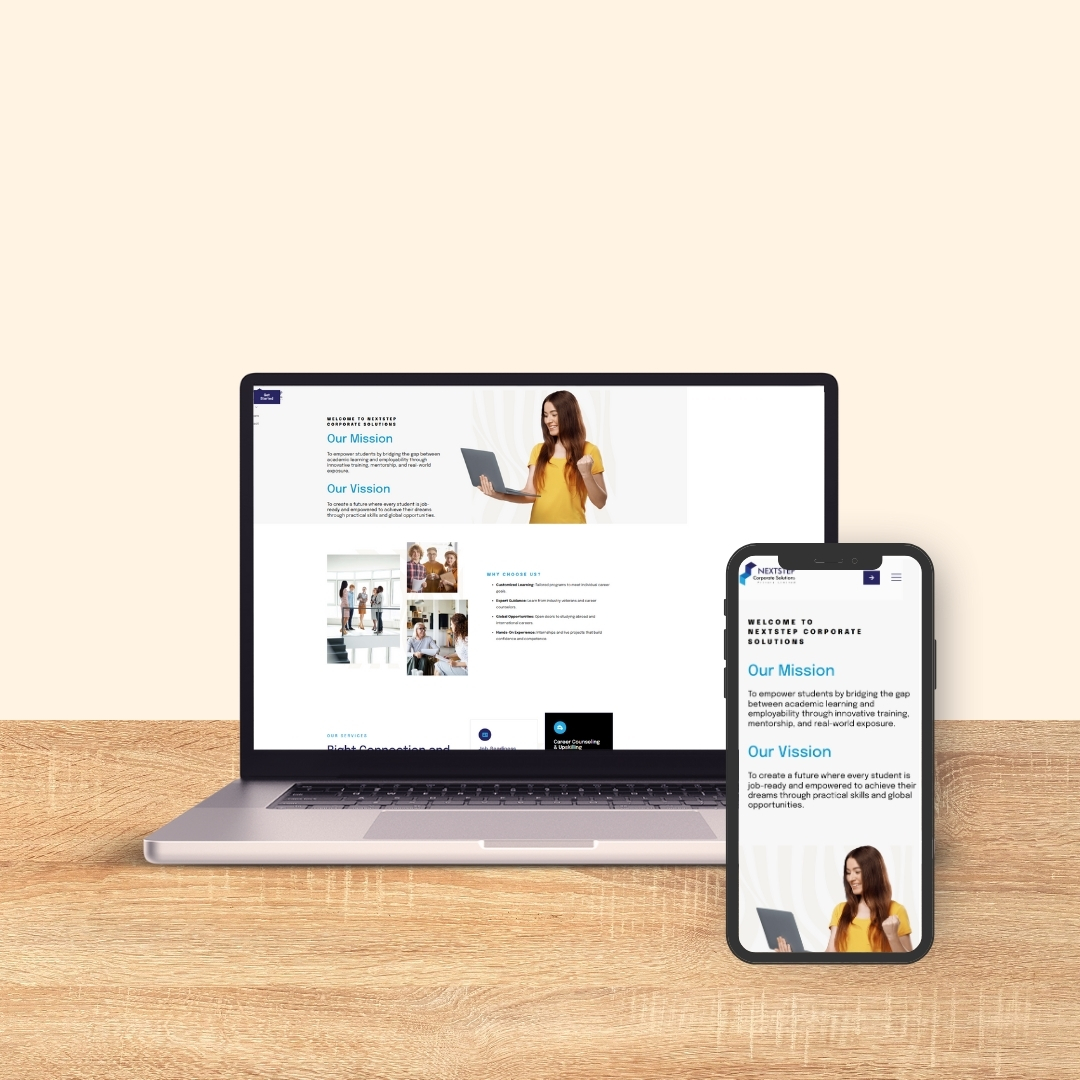 Get
Started
WELCOME TO NEXTSTEP
CORPORATE SOLUTIONS
Our Mission
To empower students by bridging the gap between
academic learning and employability through
innovative training, mentorship, and real-world
exposure.
Our Vission
To create a future where every student is job-
ready and empowered to achieve their dreams
through practical skills and global opportunities.
WHY CHOOSE US?
Customized Learning: Tailored programs to meet individual career
goals.
Expert Guidance: Learn from industry veterans and career
counselors.
Global Opportunities: Open doors to studying abroad and
international careers.
Hands-On Experience: Internships and live projects that build
confidence and competence.
OUR SERVICES
Right Connection and
Career Counseling
& Upskilling
NEXTSTEP
Corporate Solutions
WELCOME TO
NEXTSTEP CORPORATE
SOLUTIONS
Our Mission
To empower students by bridging the gap
between academic learning and
employability through innovative training,
mentorship, and real-world exposure.
Our Vission
To create a future where every student is
job-ready and empowered to achieve their
dreams through practical skills and global
opportunities.